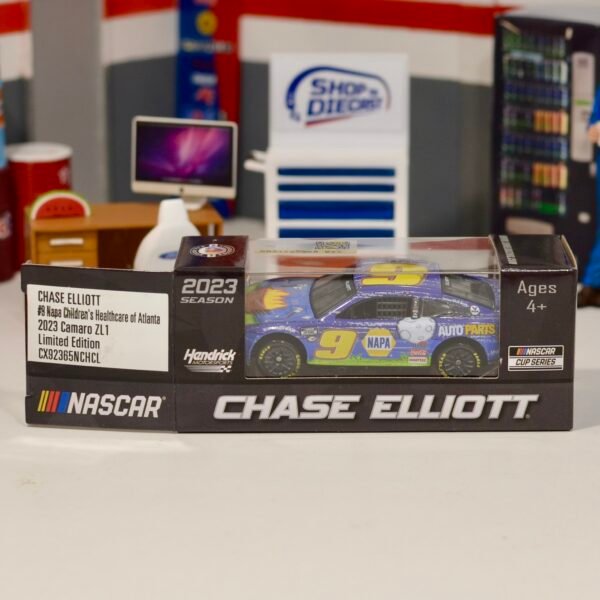 SHOP
DIECAST
CHASE ELLIOTT
#9 Napa Children's Healthcare of Atlanta
2023 Camaro ZL1
Limited Edition
CX92365NCHCL
NASCAR
2023
SEASON
Hendrick
MOTORSPORTS
9
9
NAPA
AUTO PARTS
Ages
4+
NASCAR
CUP SERIES
CHASE ELLIOTT